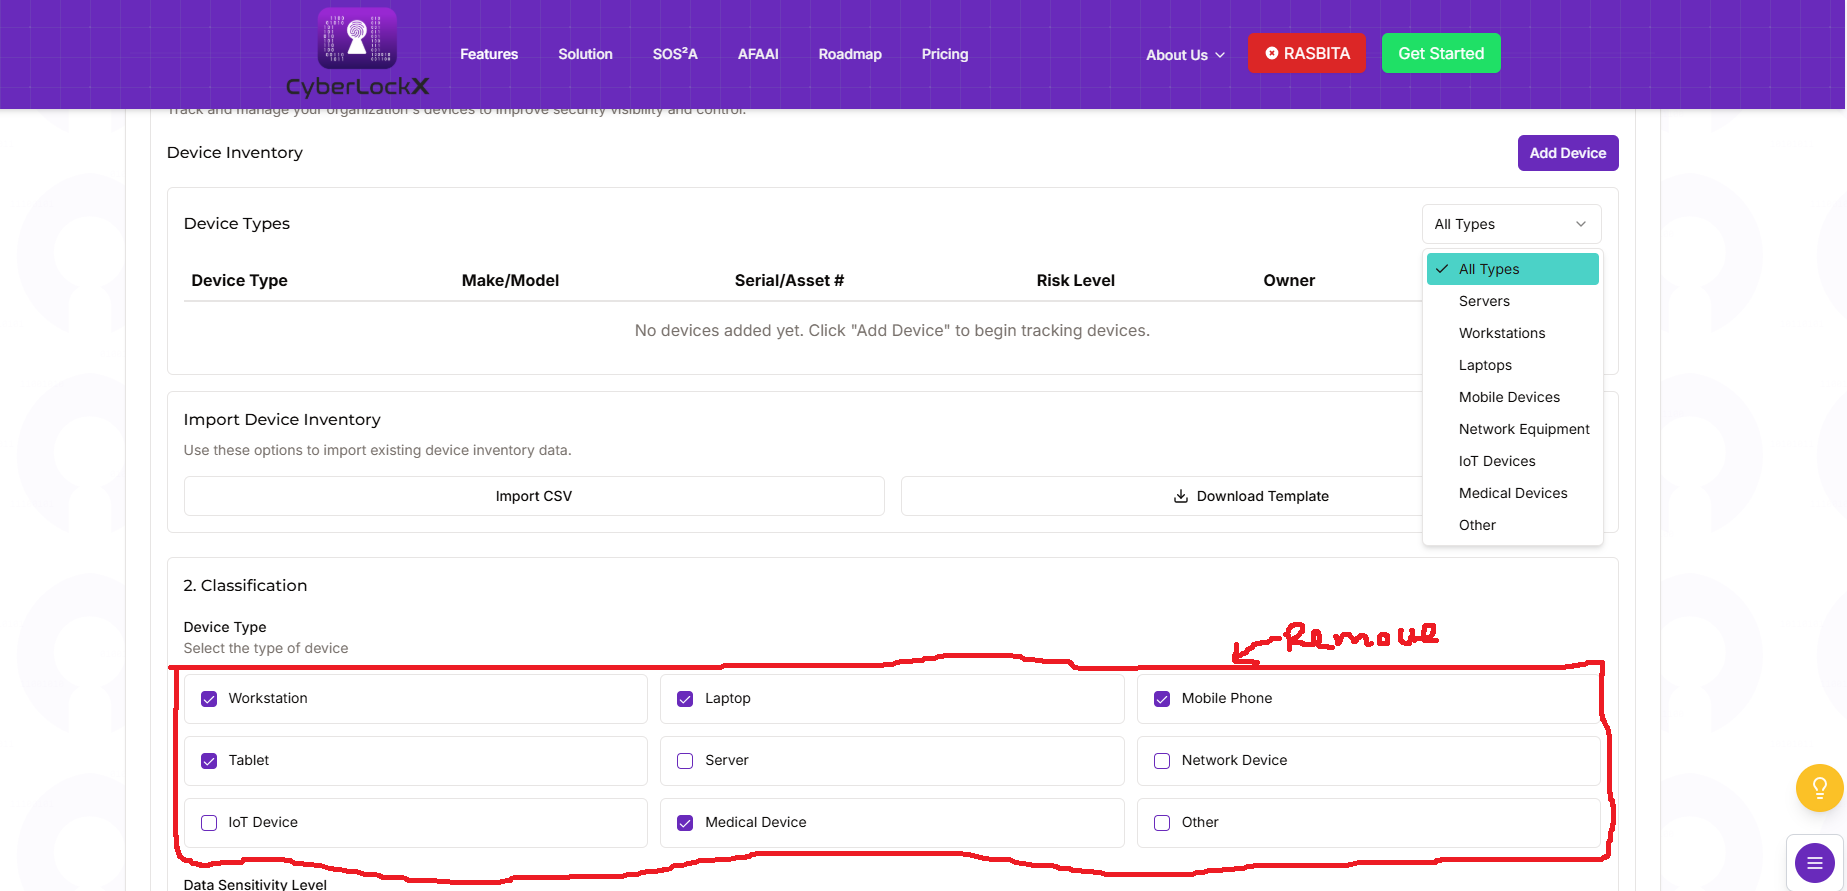 CyberLockX
Features Solution SOS²A AFAAI Roadmap Pricing About Us RASBITA Get Started
Track and manage your organization's devices to improve security visibility and control.
Device Inventory Add Device
Device Types All Types
Device Type Make/Model Serial/Asset # Risk Level Owner
No devices added yet. Click "Add Device" to begin tracking devices.
All Types
Servers
Workstations
Laptops
Mobile Devices
Network Equipment
IoT Devices
Medical Devices
Other
Import Device Inventory
Use these options to import existing device inventory data.
Import CSV Download Template
2. Classification
Device Type
Select the type of device
Remove
Workstation Laptop Mobile Phone
Tablet Server Network Device
IoT Device Medical Device Other
Data Sensitivity Level